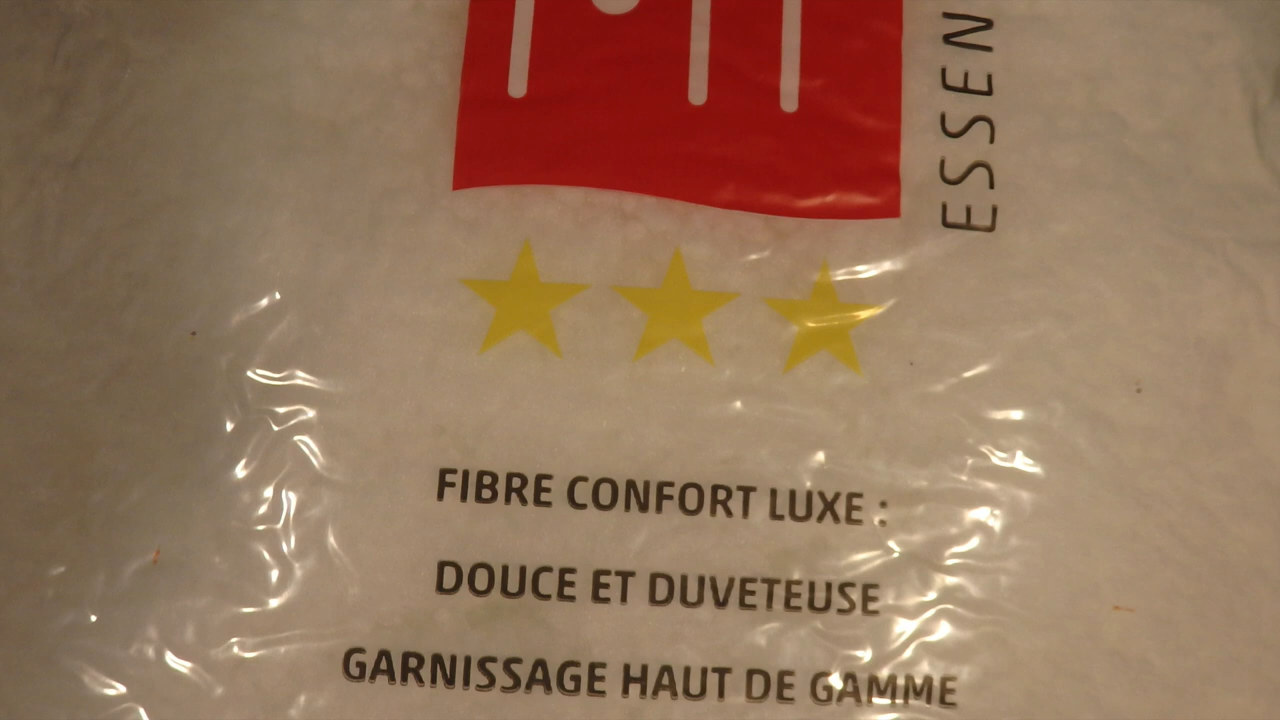 ESSEN
FIBRE CONFORT LUXE :
DOUCE ET DUVETEUSE
GARNISSAGE HAUT DE GAMME